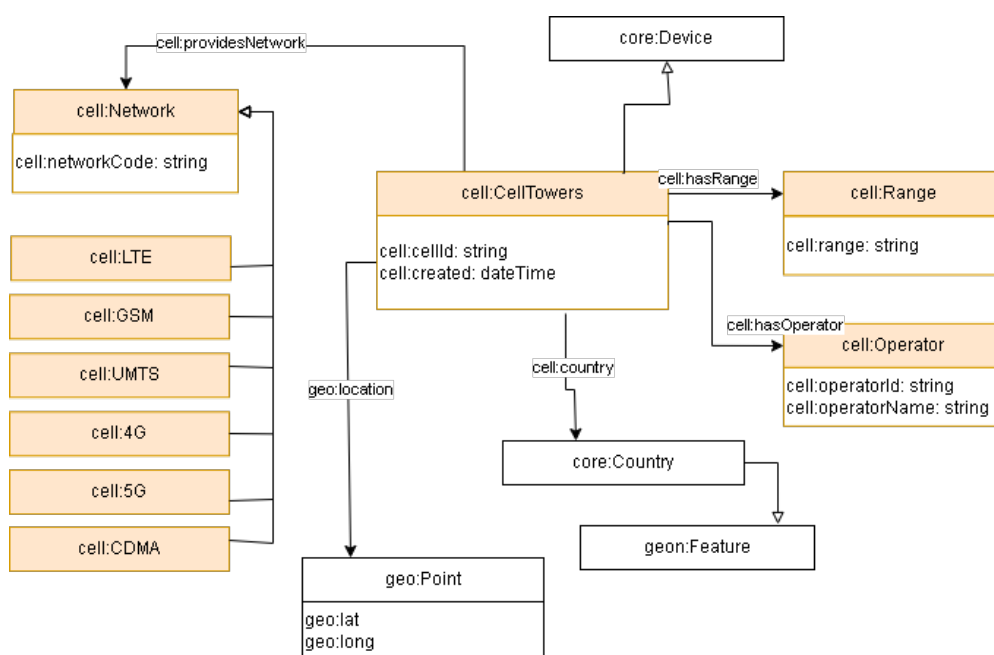 core:Device
cell:providesNetwork
cell:Network
cell:networkCode: string
cell:CellTowers
cell:cellId: string
cell:created: dateTime
cell:hasRange
cell:Range
cell:range: string
cell:LTE
cell:GSM
cell:UMTS
cell:4G
cell:5G
cell:CDMA
cell:hasOperator
cell:Operator
cell:operatorId: string
cell:operatorName: string
cell:country
geo:location
core:Country
geon:Feature
geo:Point
geo:lat
geo:long